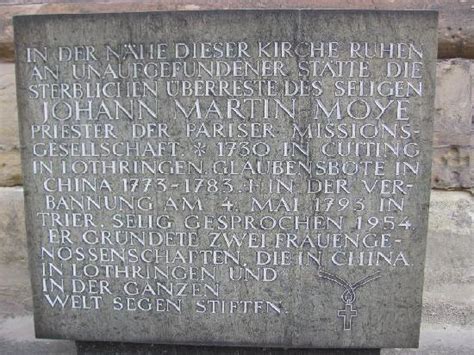 IN DER NÄHE DIESER KIRCHE RUHEN
AN UNAUFGEFUNDENER STÄTTE DIE
STERBLICHEN ÜBERRESTE DES SELIGEN
JOHANN MARTIN MOYE
PRIESTER DER PARISER MISSIONS-
GESELLSCHAFT. * 1730 IN CUTTING
IN LOTHRINGEN, GLAUBENSBOTE IN
CHINA 1773-1783. † IN DER VER-
BANNUNG AM 4. MAI 1793 IN
TRIER. SELIG GESPROCHEN 1954
ER GRÜNDETE ZWEI FRAUENGE-
NOSSENSCHAFTEN, DIE IN CHINA
IN LOTHRINGEN UND
IN DER GANZEN
WELT SEGEN STIFTEN.